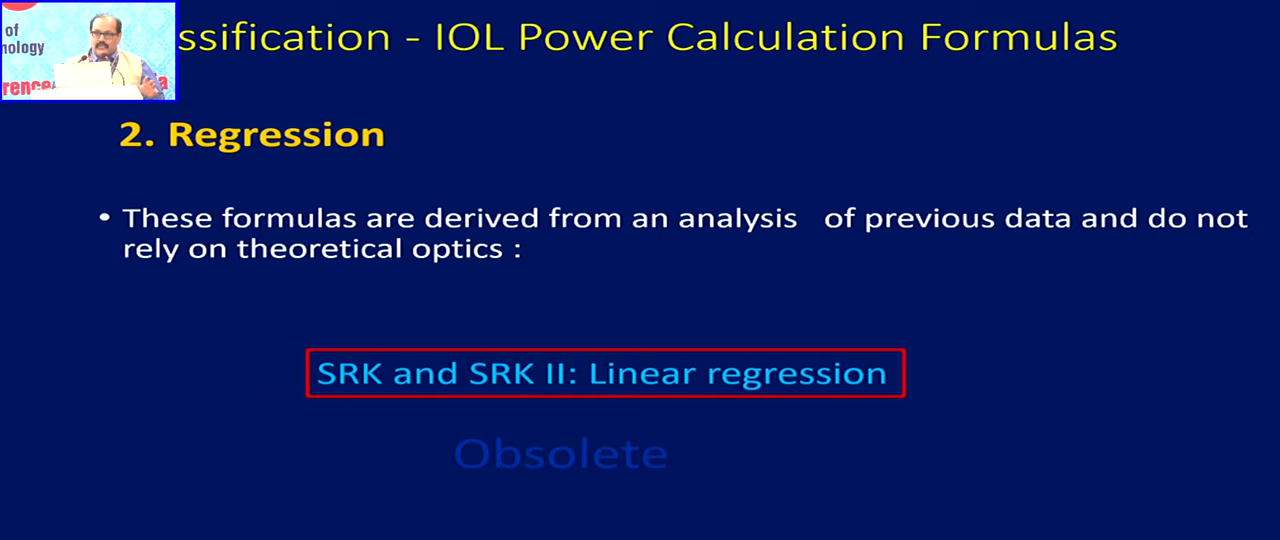 of
nology
rence
ssification - IOL Power Calculation Formulas
2. Regression
• These formulas are derived from an analysis of previous data and do not
rely on theoretical optics :
SRK and SRK II: Linear regression
Obsolete